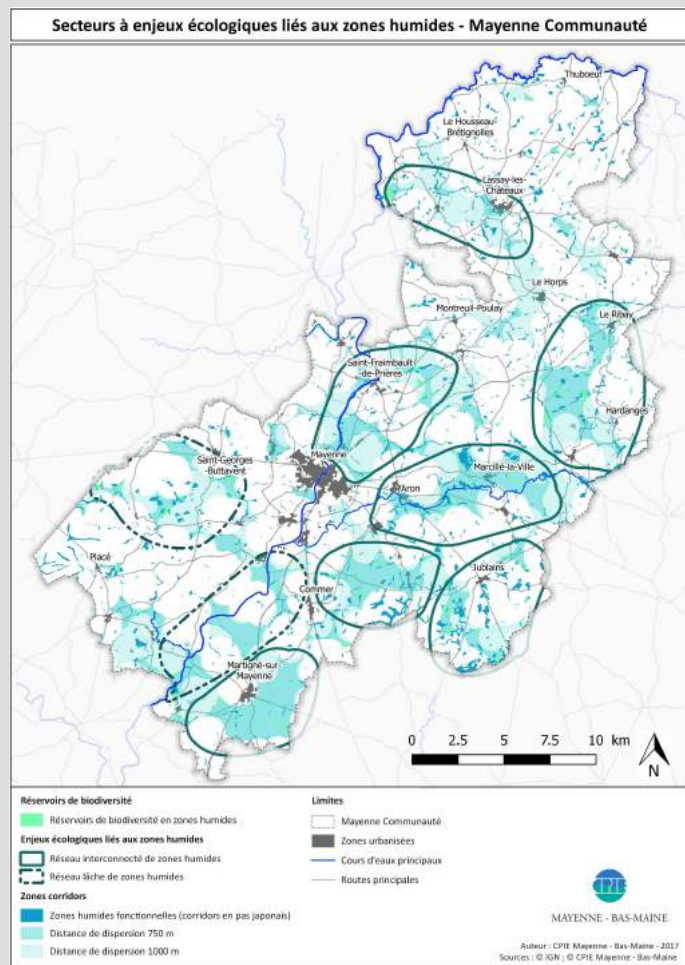 Secteurs à enjeux écologiques liés aux zones humides - Mayenne Communauté
Thuboeuf
Le Housseau-
Brétignolles
Lassay-les-
Châteaux
Le Horps
Montreuil-Poulay
Le Ribay
Saint-Fraimbault
-de-Prières
Hardanges
Saint-Georges-
Buttavent
Mayenne
Marcillé-la-Ville
Aron
Placé
Jublains
Commer
Martigné-sur
Mayenne
0 2.5 5 7.5 10 km
N
Réservoirs de biodiversité
Réservoirs de biodiversité en zones humides
Enjeux écologiques liés aux zones humides
Réseau interconnecté de zones humides
Réseau lâche de zones humides
Zones corridors
Zones humides fonctionnelles (corridors en pas japonais)
Distance de dispersion 750 m
Distance de dispersion 1000 m
Limites
Mayenne Communauté
Zones urbanisées
Cours d'eaux principaux
Routes principales
CPIE
MAYENNE - BAS-MAINE
Auteur : CPIE Mayenne - Bas-Maine - 2017
Sources : © IGN ; © CPIE Mayenne - Bas-Maine